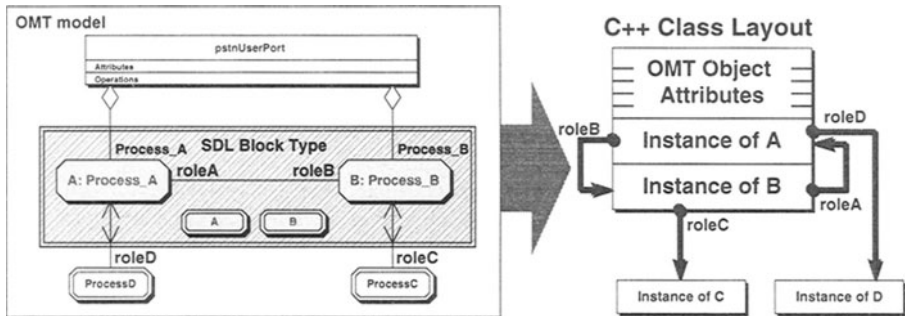 OMT model
pstnUserPort
Attributes
Operations
Process_A
Process_B
SDL Block Type
roleA
roleB
A: Process_A
B: Process_B
A
B
roleD
roleC
ProcessD
ProcessC
C++ Class Layout
OMT Object
Attributes
roleB
roleD
Instance of A
Instance of B
roleA
roleC
Instance of C
Instance of D